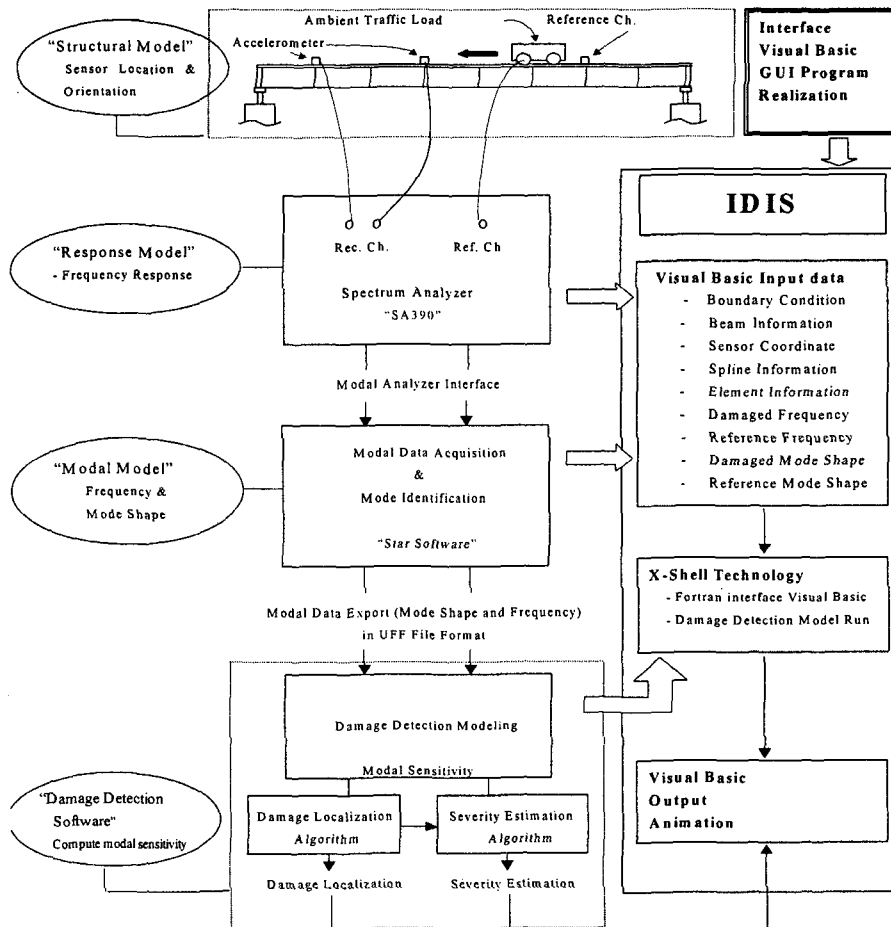 Ambient Traffic Load
Reference Ch.
Accelerometer
"Structural Model"
Sensor Location &
Orientation
Interface
Visual Basic
GUI Program
Realization
IDIS
"Response Model"
- Frequency Response
Rec. Ch.
Ref. Ch
Spectrum Analyzer
"SA390"
Visual Basic Input data
- Boundary Condition
- Beam Information
- Sensor Coordinate
- Spline Information
- Element Information
- Damaged Frequency
- Reference Frequency
- Damaged Mode Shape
- Reference Mode Shape
Modal Analyzer Interface
"Modal Model"
Frequency &
Mode Shape
Modal Data Acquisition
&
Mode Identification
"Star Software"
X-Shell Technology
- Fortran interface Visual Basic
- Damage Detection Model Run
Modal Data Export (Mode Shape and Frequency)
in UFF File Format
Damage Detection Modeling
Modal Sensitivity
"Damage Detection
Software"
Compute modal sensitivity
Damage Localization
Algorithm
Severity Estimation
Algorithm
Damage Localization
Severity Estimation
Visual Basic
Output
Animation